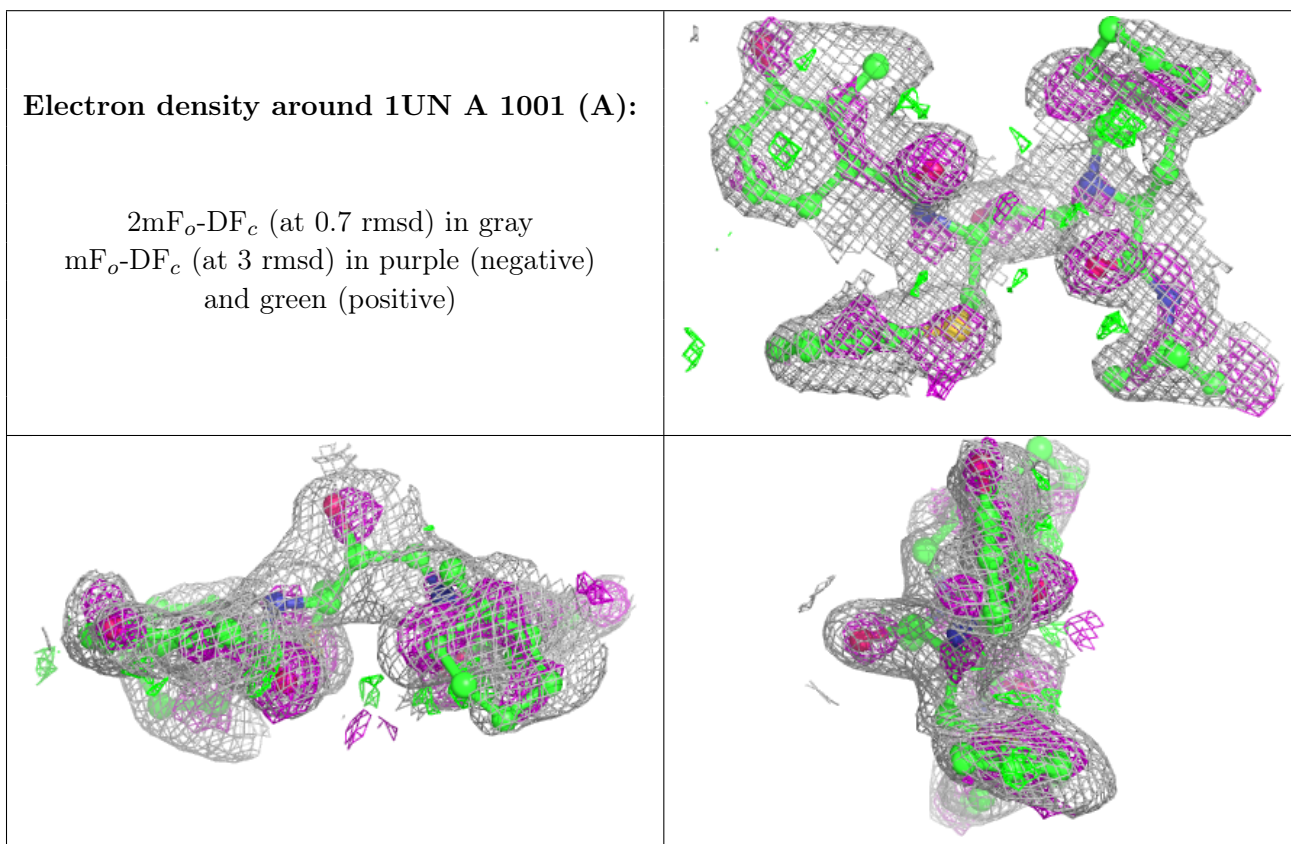 Electron density around 1UN A 1001 (A):
2mFo-DFc (at 0.7 rmsd) in gray
mFo-DFc (at 3 rmsd) in purple (negative)
and green (positive)